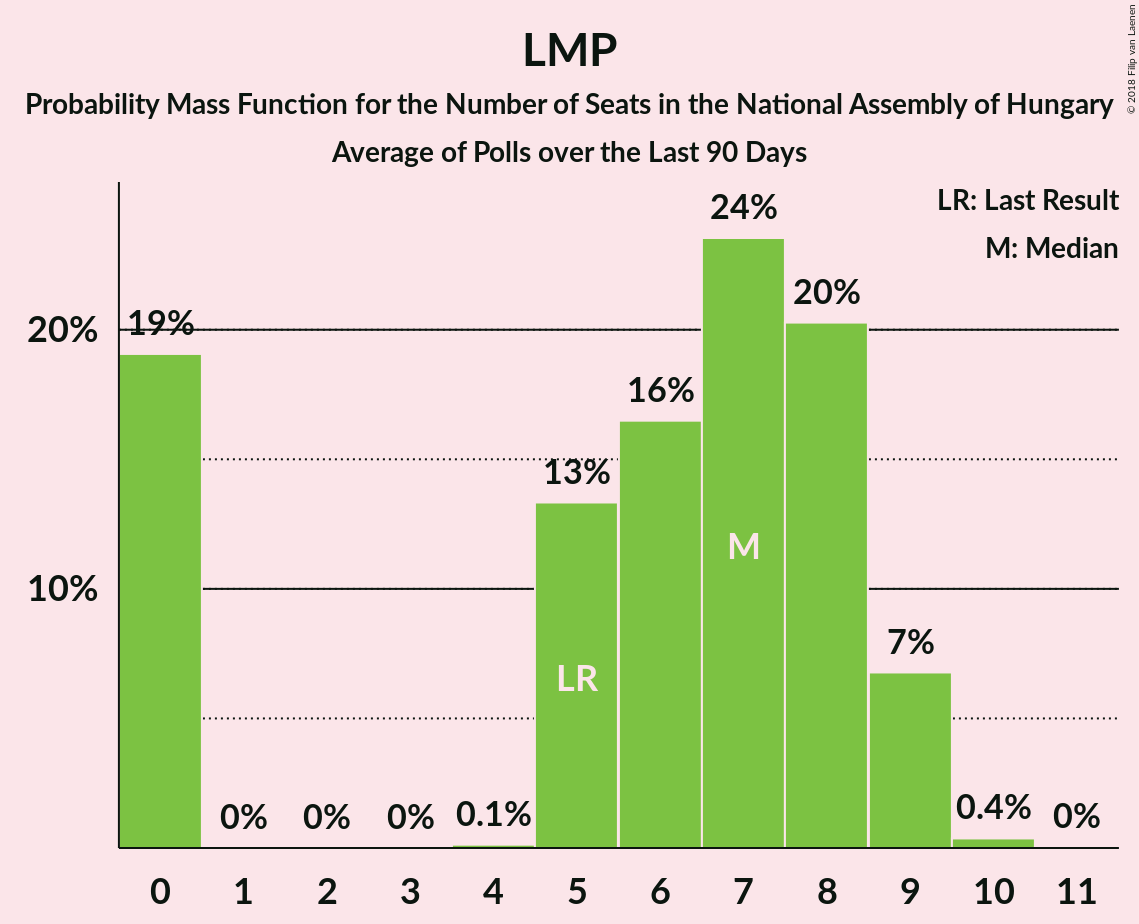 LMP
Probability Mass Function for the Number of Seats in the National Assembly of Hungary
Average of Polls over the Last 90 Days
© 2018 Filip van Laenen
LR: Last Result
M: Median
24%
20%
19%
20%
16%
13%
M
10%
7%
LR
0%
0%
0%
0.1%
0.4%
0%
0 1 2 3 4 5 6 7 8 9 10 11